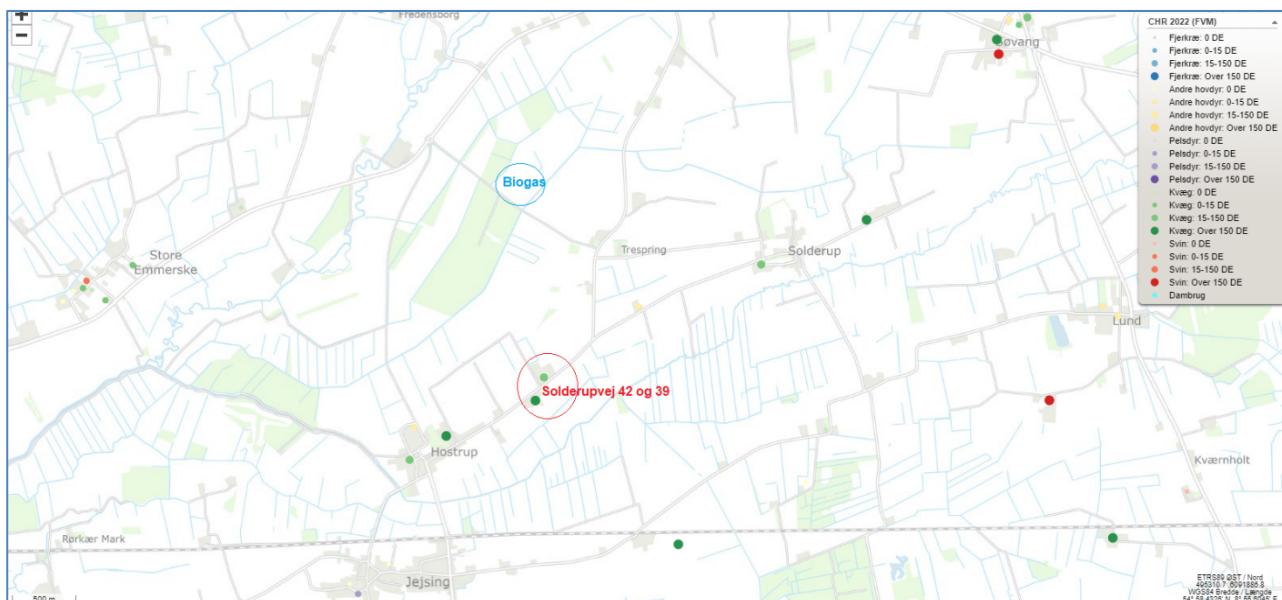 +
−
Fredensborg
Bovang
Biogas
Store
Emmerske
Trespring
Solderup
Lund
Solderupvej 42 og 39
Hostrup
Kværnholt
Rørkær Mark
Jejsing
500 m
CHR 2022 (FVM)
Fjerkræ: 0 DE
Fjerkræ: 0-15 DE
Fjerkræ: 15-150 DE
Fjerkræ: Over 150 DE
Andre hovdyr: 0 DE
Andre hovdyr: 0-15 DE
Andre hovdyr: 15-150 DE
Andre hovdyr: Over 150 DE
Pelsdyr: 0 DE
Pelsdyr: 0-15 DE
Pelsdyr: 15-150 DE
Pelsdyr: Over 150 DE
Kvæg: 0 DE
Kvæg: 0-15 DE
Kvæg: 15-150 DE
Kvæg: Over 150 DE
Svin: 0 DE
Svin: 0-15 DE
Svin: 15-150 DE
Svin: Over 150 DE
Dambrug
ETRS89 ØST / Nord
WGS84 Bredde / Længde